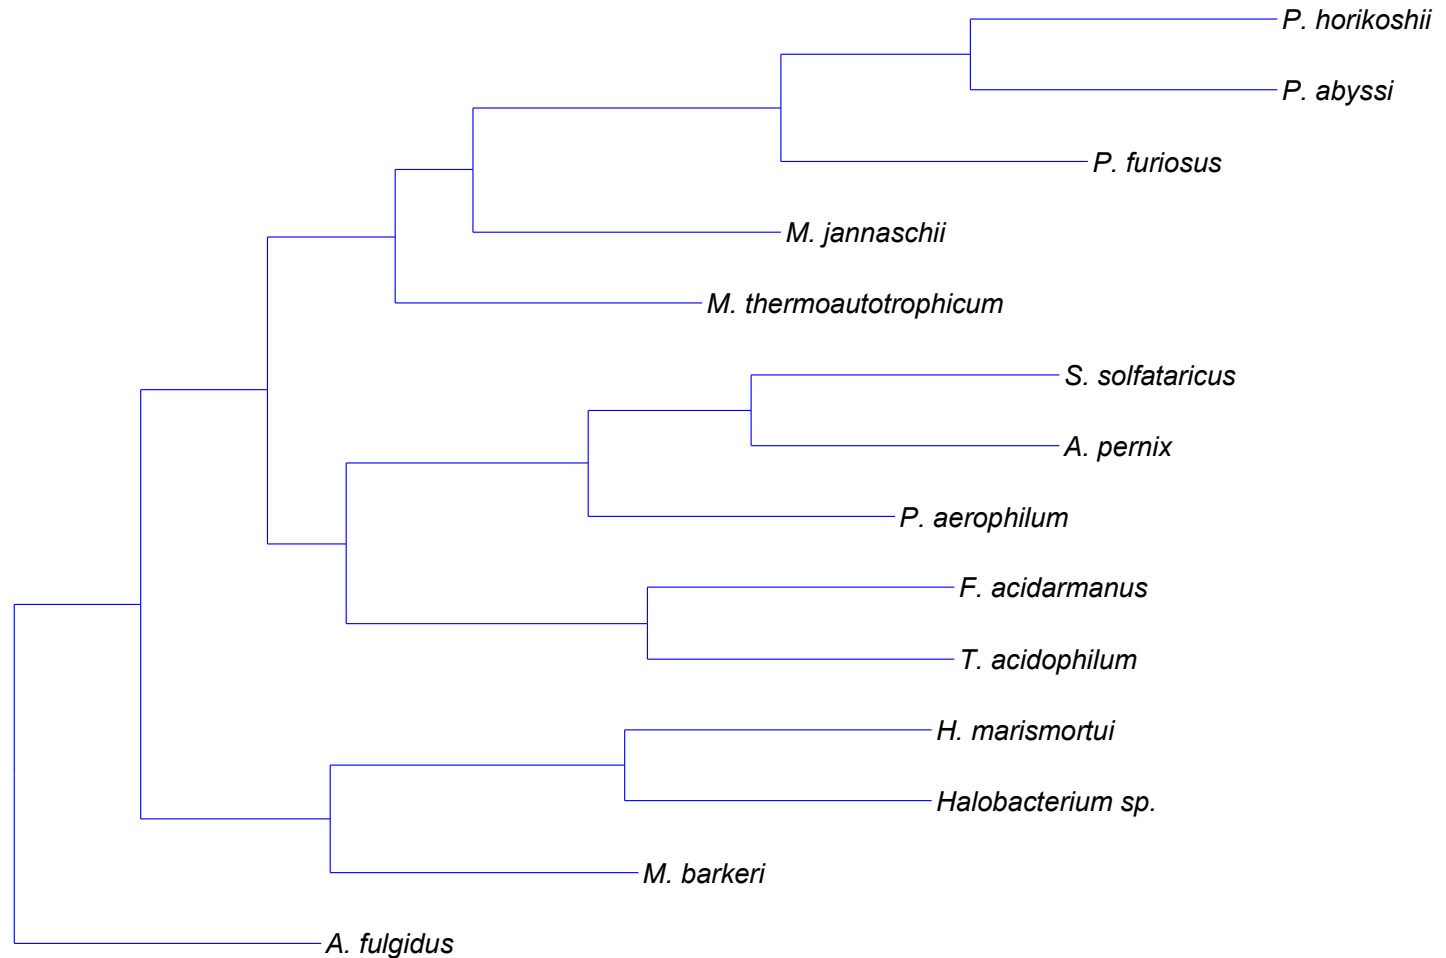 P. horikoshii
P. abyssi
P. furiosus
M. jannaschii
M. thermoautotrophicum
S. solfataricus
A. pernix
P. aerophilum
F. acidarmanus
T. acidophilum
H. marismortui
Halobacterium sp.
M. barkeri
A. fulgidus